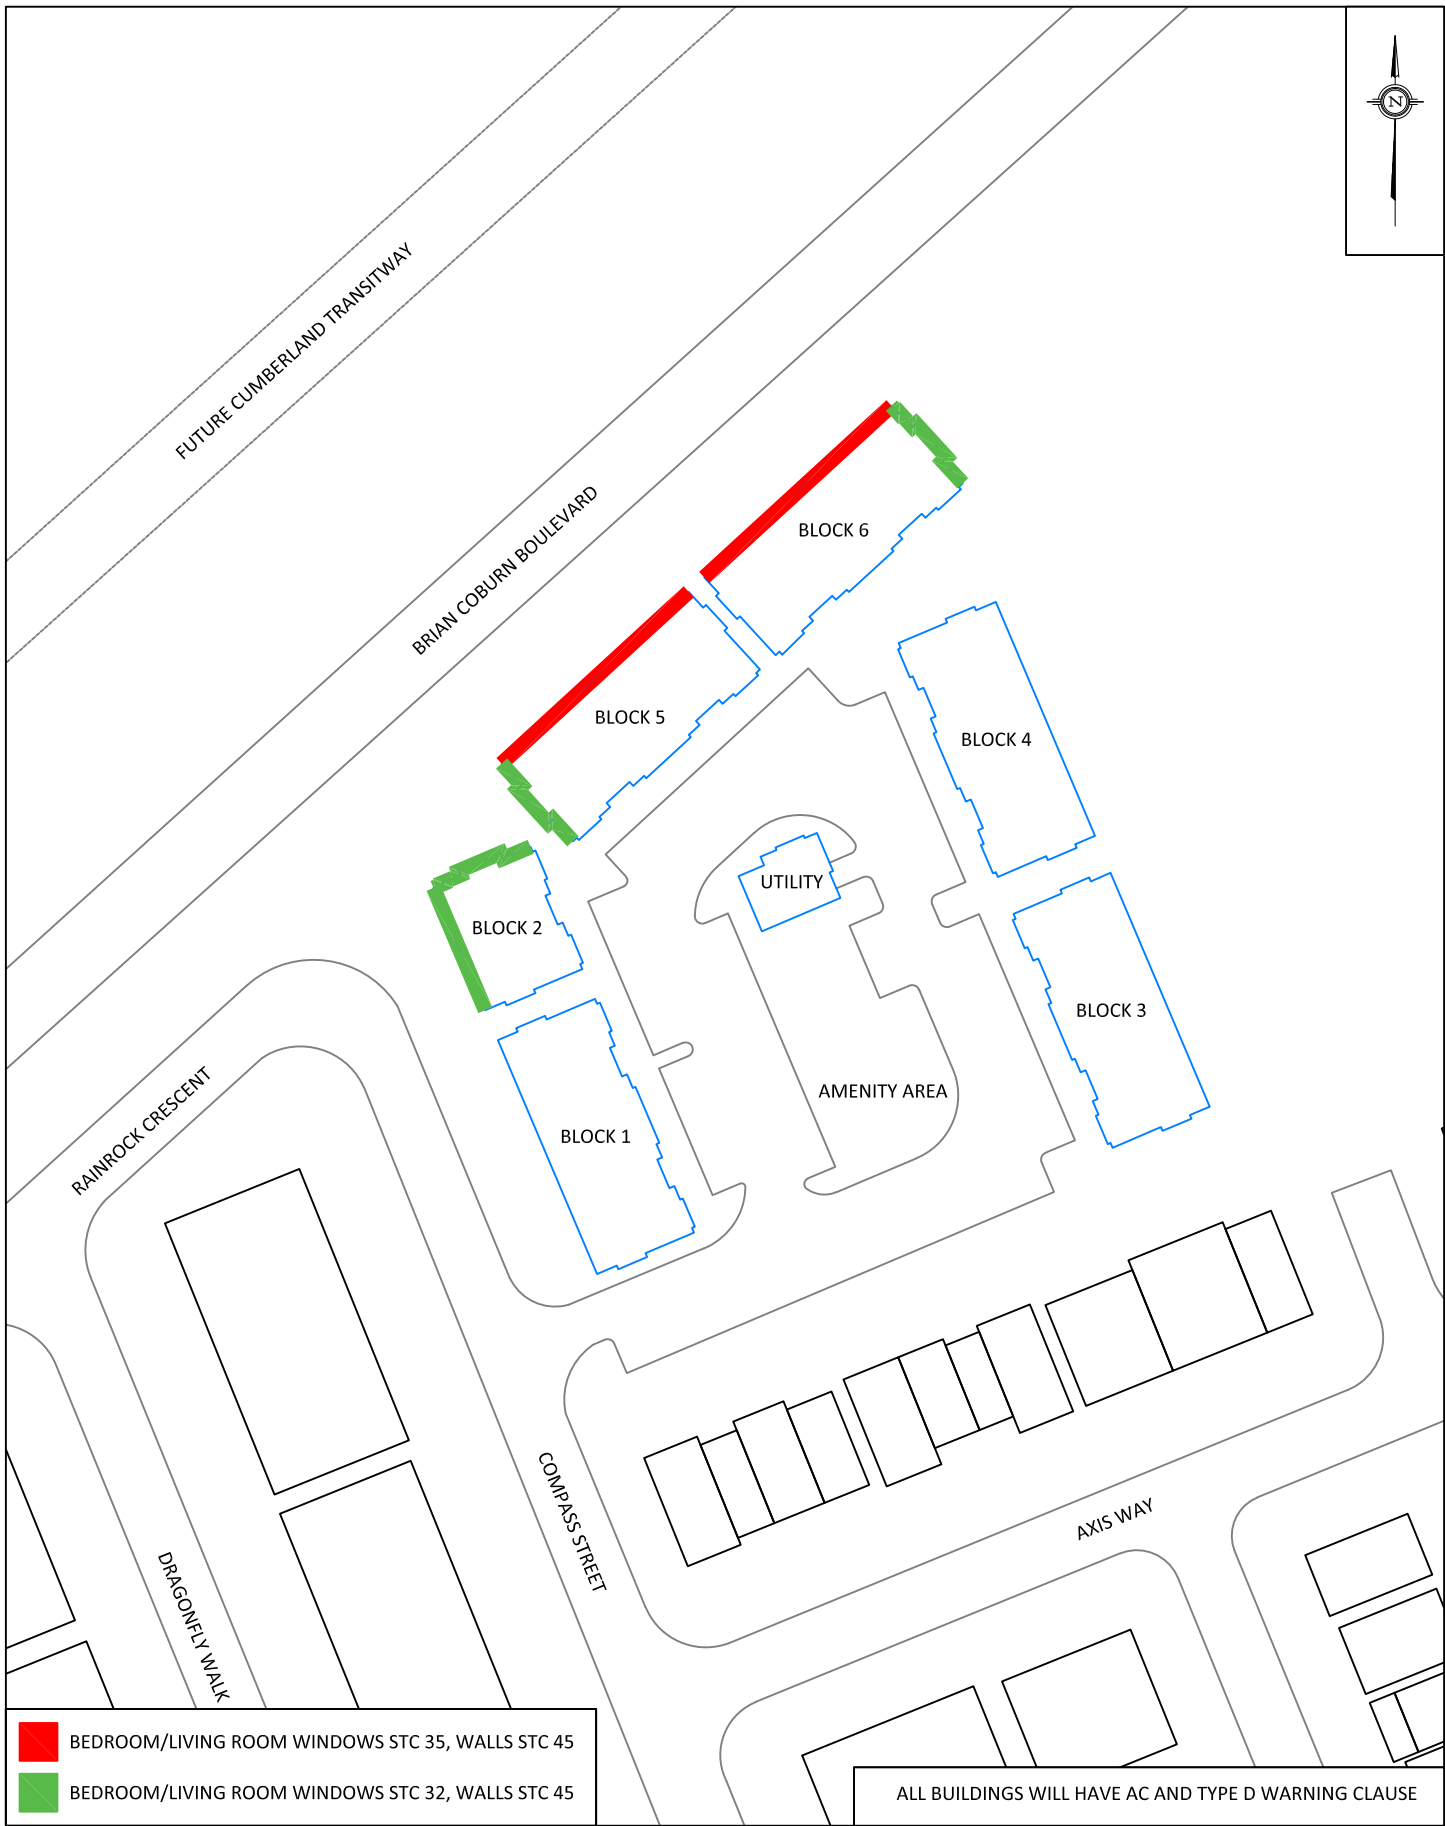 N
FUTURE CUMBERLAND TRANSITWAY
BRIAN COBURN BOULEVARD
BLOCK 6
BLOCK 5
BLOCK 4
UTILITY
BLOCK 2
BLOCK 3
AMENITY AREA
BLOCK 1
RAINROCK CRESCENT
COMPASS STREET
AXIS WAY
DRAGONFLY WALK
BEDROOM/LIVING ROOM WINDOWS STC 35, WALLS STC 45
BEDROOM/LIVING ROOM WINDOWS STC 32, WALLS STC 45
ALL BUILDINGS WILL HAVE AC AND TYPE D WARNING CLAUSE